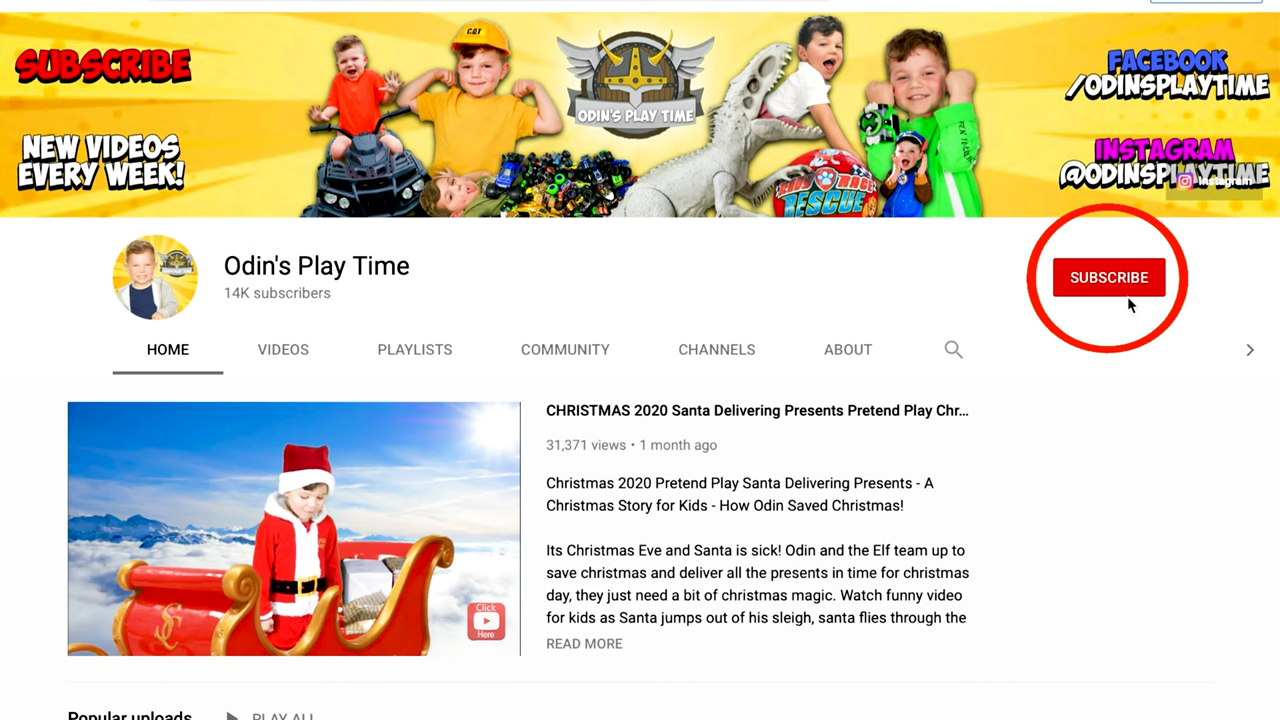 SUBSCRIBE
NEW VIDEOS
EVERY WEEK!
CAT
ODIN'S PLAY TIME
RESCUE
FACEBOOK
/ODINSPLAYTIME
INSTAGRAM
@ODINSPLAYTIME
Instagram
Odin's Play Time
14K subscribers
SUBSCRIBE
HOME
VIDEOS
PLAYLISTS
COMMUNITY
CHANNELS
ABOUT
CHRISTMAS 2020 Santa Delivering Presents Pretend Play Chr...
31,371 views • 1 month ago
Christmas 2020 Pretend Play Santa Delivering Presents - A
Christmas Story for Kids - How Odin Saved Christmas!
Its Christmas Eve and Santa is sick! Odin and the Elf team up to
save christmas and deliver all the presents in time for christmas
day, they just need a bit of christmas magic. Watch funny video
for kids as Santa jumps out of his sleigh, santa flies through the
READ MORE
Click
Here
Popular uploads
PLAY ALL